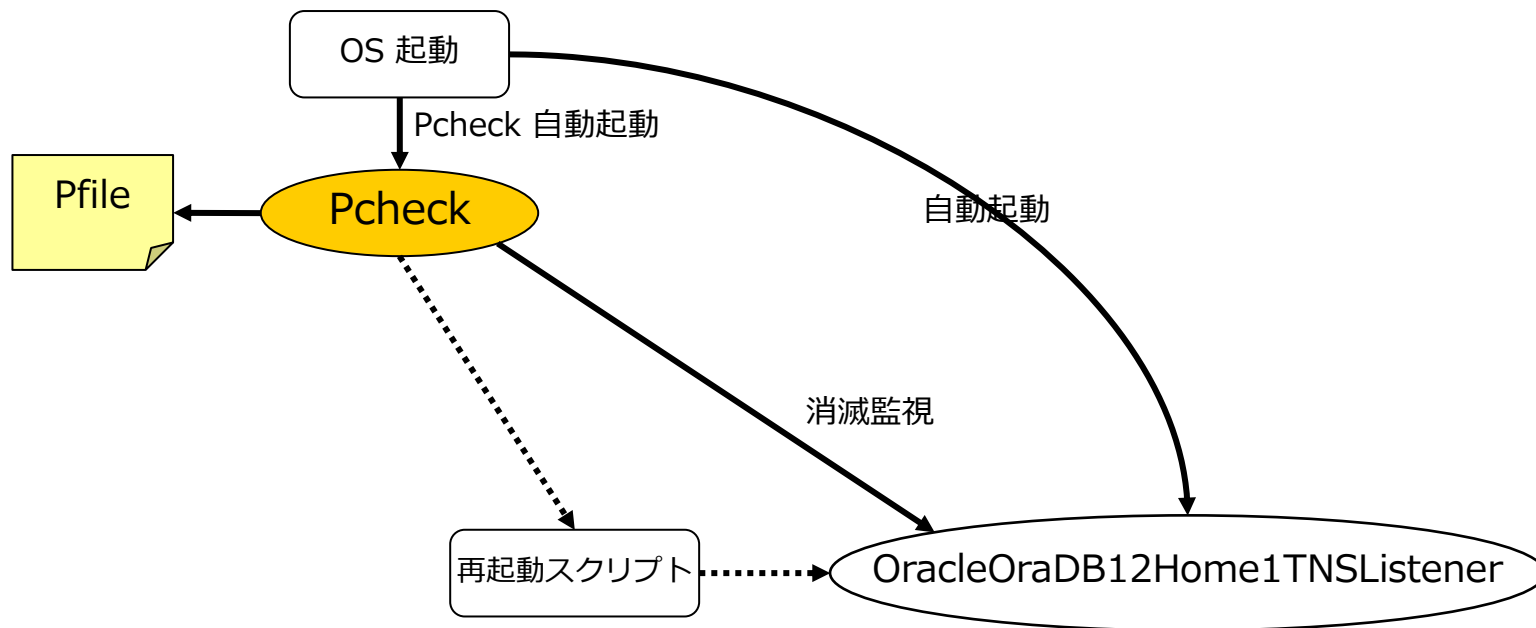 OS 起動
Pcheck 自動起動
Pfile
Pcheck
自動起動
消滅監視
再起動スクリプト
OracleOraDB12Home1TNSListener